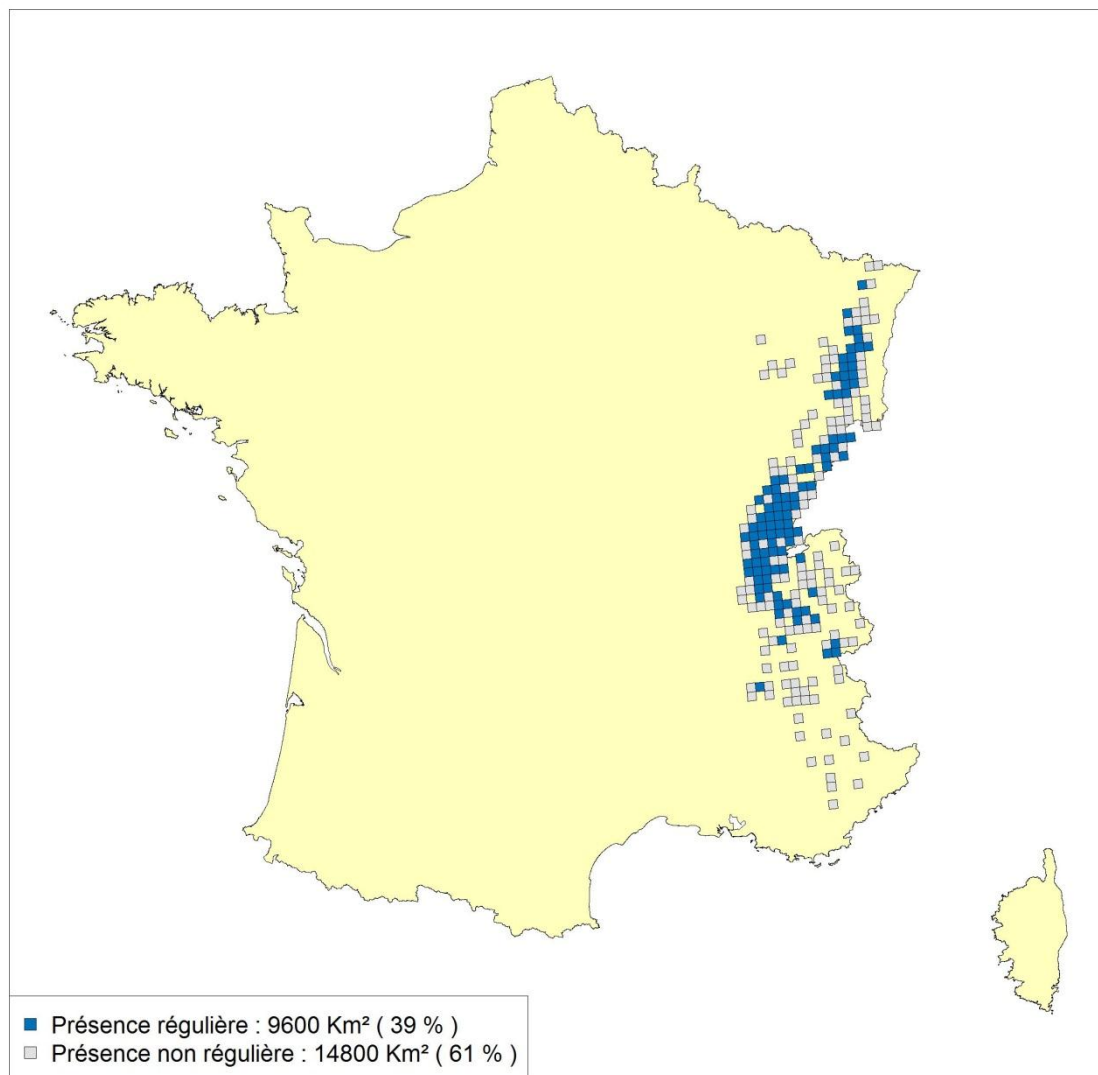 Présence régulière : 9600 Km² ( 39 % )
Présence non régulière : 14800 Km² ( 61 % )